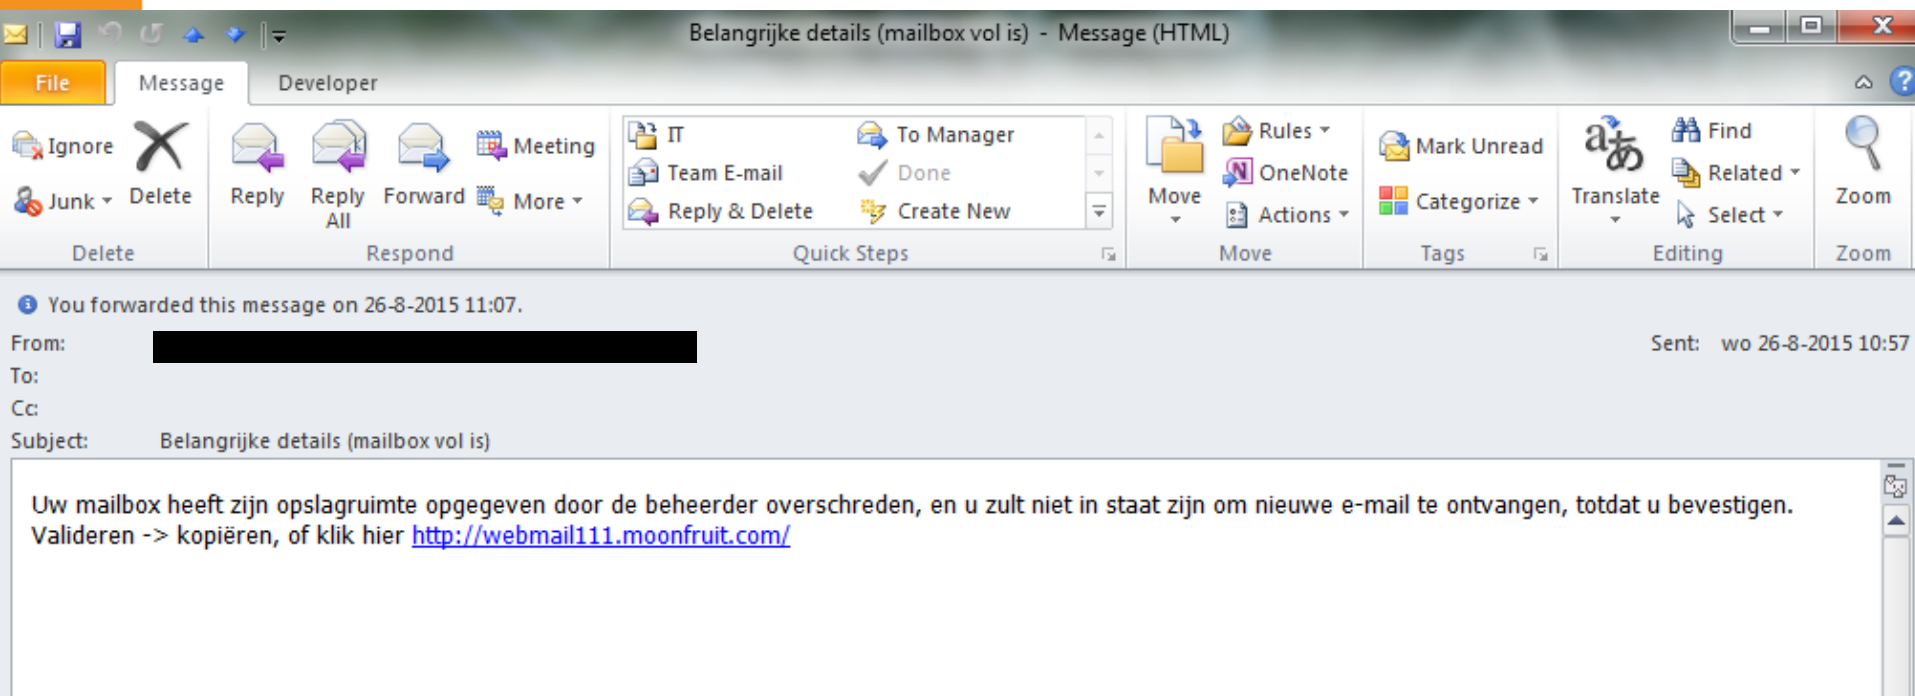 Belangrijke details (mailbox vol is) - Message (HTML)
File Message Developer
Ignore
Junk
Delete
Delete
Reply
Reply All
Forward
Meeting
More
Respond
IT
Team E-mail
Reply & Delete
To Manager
Done
Create New
Quick Steps
Move
Rules
OneNote
Actions
Move
Mark Unread
Categorize
Tags
Translate
Find
Related
Select
Editing
Zoom
Zoom
You forwarded this message on 26-8-2015 11:07.
From:
Sent: wo 26-8-2015 10:57
To:
Cc:
Subject: Belangrijke details (mailbox vol is)
Uw mailbox heeft zijn opslagruimte opgegeven door de beheerder overschreden, en u zult niet in staat zijn om nieuwe e-mail te ontvangen, totdat u bevestigen.
Valideren -> kopiëren, of klik hier http://webmail111.moonfruit.com/